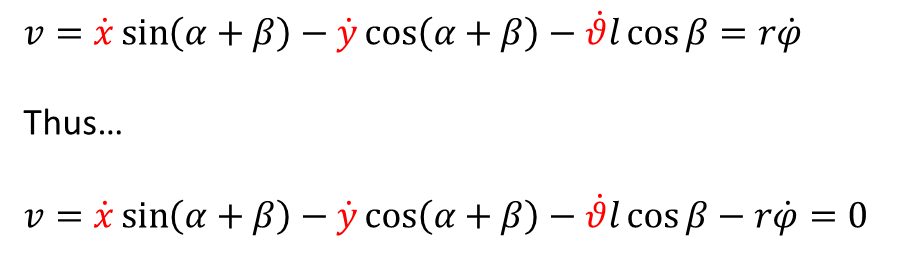 𝑣 = ẋ sin(𝛼 + 𝛽) − ẏ cos(𝛼 + 𝛽) − ϑ̇𝑙 cos 𝛽 = 𝑟φ̇
Thus...
𝑣 = ẋ sin(𝛼 + 𝛽) − ẏ cos(𝛼 + 𝛽) − ϑ̇𝑙 cos 𝛽 − 𝑟φ̇ = 0